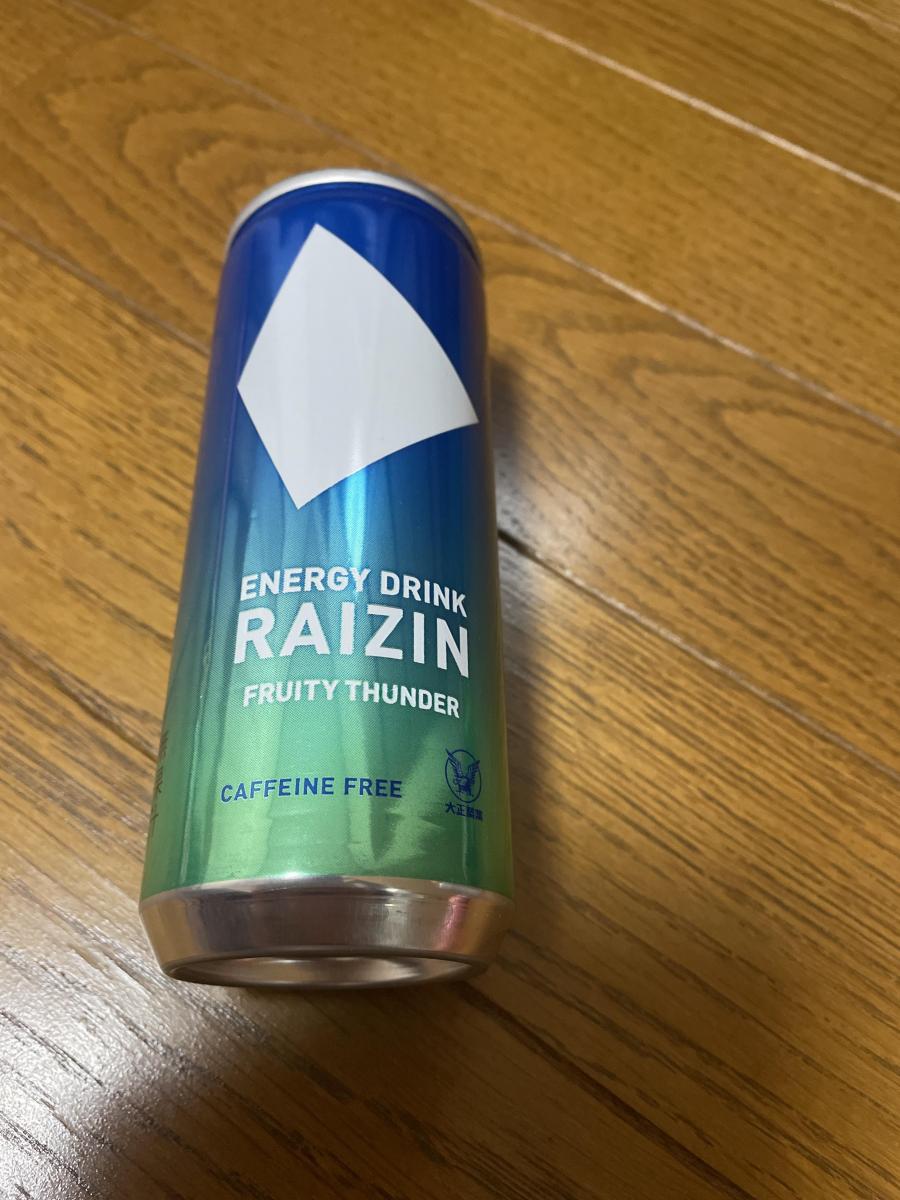 ENERGY DRINK
RAIZIN
FRUITY THUNDER
CAFFEINE FREE
大正製薬